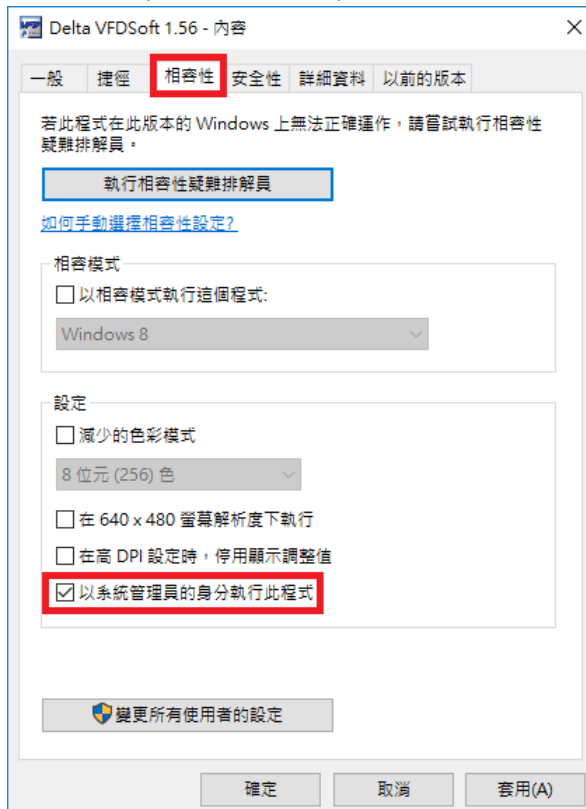 Delta VFDSoft 1.56 - 內容
一般 捷徑 相容性 安全性 詳細資料 以前的版本
若此程式在此版本的 Windows 上無法正確運作，請嘗試執行相容性
疑難排解員。
執行相容性疑難排解員
如何手動選擇相容性設定?
相容模式
以相容模式執行這個程式:
Windows 8
設定
減少的色彩模式
8 位元 (256) 色
在 640 x 480 螢幕解析度下執行
在高 DPI 設定時，停用顯示調整值
以系統管理員的身分執行此程式
變更所有使用者的設定
確定 取消 套用(A)